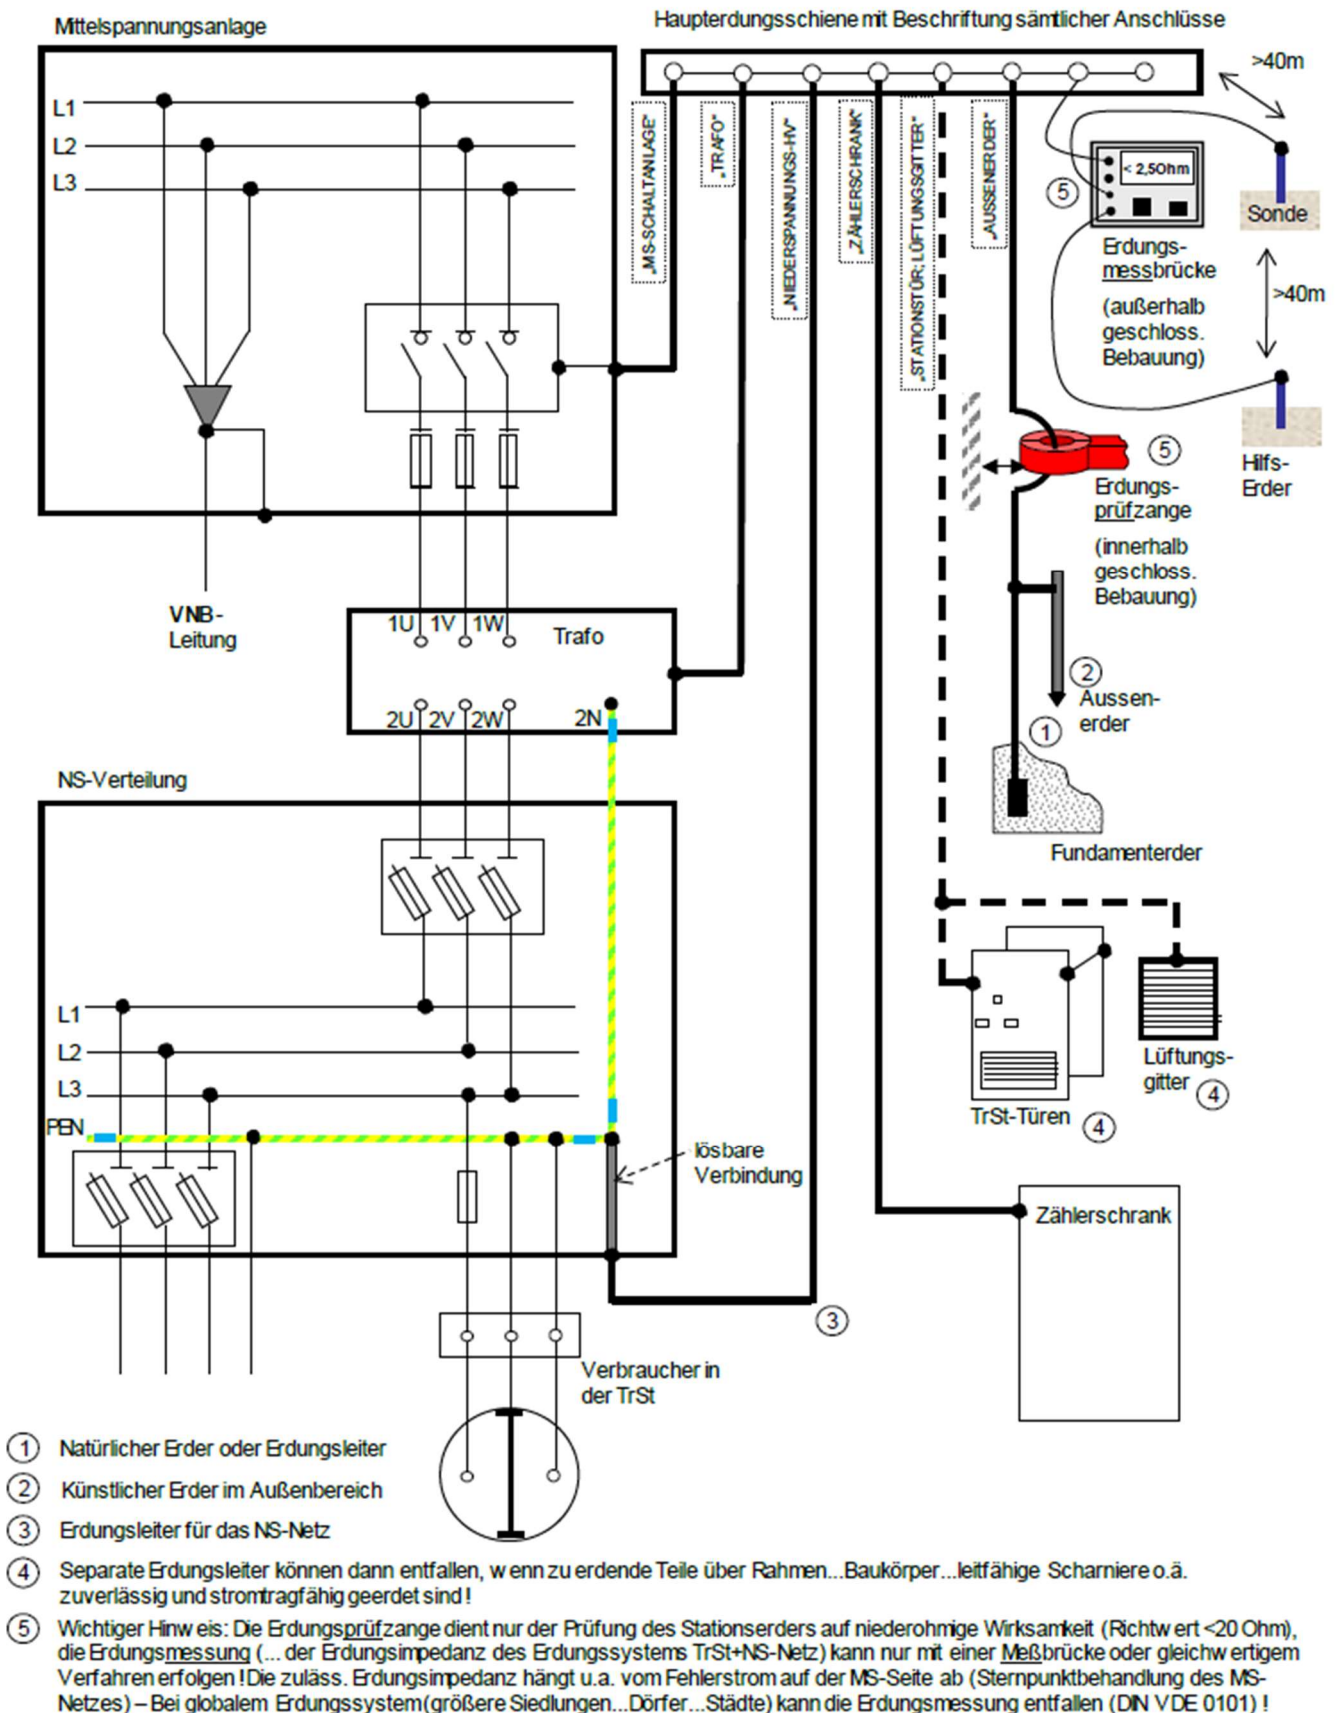 Mittelspannungsanlage
Haupterdungsschiene mit Beschriftung sämtlicher Anschlüsse
>40m
L1
L2
L3
„MS-SCHALTANLAGE“
„TRAFO“
„NIEDERSPANNUNGS-HV“
„ZÄHLERSCHRANK“
„STATIONSTÜR; LÜFTUNGSGITTER“
„AUSSENERDER“
< 2,5Ohm
5
Sonde
Erdungs-
messbrücke
(außerhalb
geschloss.
Bebauung)
>40m
5
Hilfs-
Erder
Erdungs-
prüfzange
(innerhalb
geschloss.
Bebauung)
VNB-
Leitung
1U 1V 1W
Trafo
2U 2V 2W
2N
2
Aussen-
erder
1
Fundamenterder
NS-Verteilung
L1
L2
L3
PEN
lösbare
Verbindung
TrSt-Türen
4
Lüftungs-
gitter
4
Zählerschrank
3
Verbraucher in
der TrSt
1 Natürlicher Erder oder Erdungsleiter
2 Künstlicher Erder im Außenbereich
3 Erdungsleiter für das NS-Netz
4 Separate Erdungsleiter können dann entfallen, wenn zu erdende Teile über Rahmen...Baukörper...leitfähige Scharniere o.ä.
zuverlässig und stromtragfähig geerdet sind !
5 Wichtiger Hinweis: Die Erdungsprüfzange dient nur der Prüfung des Stationserders auf niederohmige Wirksamkeit (Richtwert <20 Ohm),
die Erdungsmessung (... der Erdungsimpedanz des Erdungssystems TrSt+NS-Netz) kann nur mit einer Meßbrücke oder gleichwertigem
Verfahren erfolgen ! Die zuläss. Erdungsimpedanz hängt u.a. vom Fehlerstrom auf der MS-Seite ab (Sternpunktbehandlung des MS-
Netzes) – Bei globalem Erdungssystem (größere Siedlungen...Dörfer...Städte) kann die Erdungsmessung entfallen (DIN VDE 0101) !